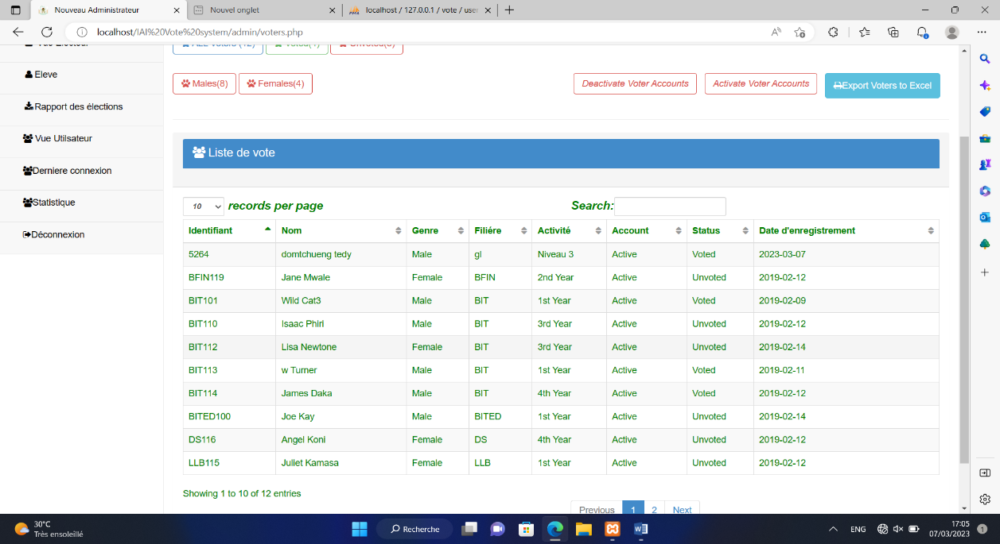 Nouveau Administrateur
Nouvel onglet
localhost / 127.0.0.1 / vote / user
localhost/IAI%20Vote%20system/admin/voters.php
Eleve
Rapport des élections
Vue Utilsateur
Derniere connexion
Statistique
Déconnexion
Males(8) Females(4)
Deactivate Voter Accounts Activate Voter Accounts Export Voters to Excel
Liste de vote
10 records per page Search:
Identifiant Nom Genre Filiére Activité Account Status Date d'enregistrement
5264 domtchueng tedy Male gl Niveau 3 Active Voted 2023-03-07
BFIN119 Jane Mwale Female BFIN 2nd Year Active Unvoted 2019-02-12
BIT101 Wild Cat3 Male BIT 1st Year Active Voted 2019-02-09
BIT110 Isaac Phiri Male BIT 3rd Year Active Unvoted 2019-02-12
BIT112 Lisa Newtone Female BIT 3rd Year Active Unvoted 2019-02-14
BIT113 w Turner Male BIT 1st Year Active Voted 2019-02-11
BIT114 James Daka Male BIT 4th Year Active Voted 2019-02-12
BITED100 Joe Kay Male BITED 1st Year Active Unvoted 2019-02-14
DS116 Angel Koni Female DS 4th Year Active Unvoted 2019-02-12
LLB115 Juliet Kamasa Female LLB 1st Year Active Unvoted 2019-02-12
Showing 1 to 10 of 12 entries
Previous 1 2 Next
30°C
Très ensoleillé
Recherche
ENG
17:05
07/03/2023
1